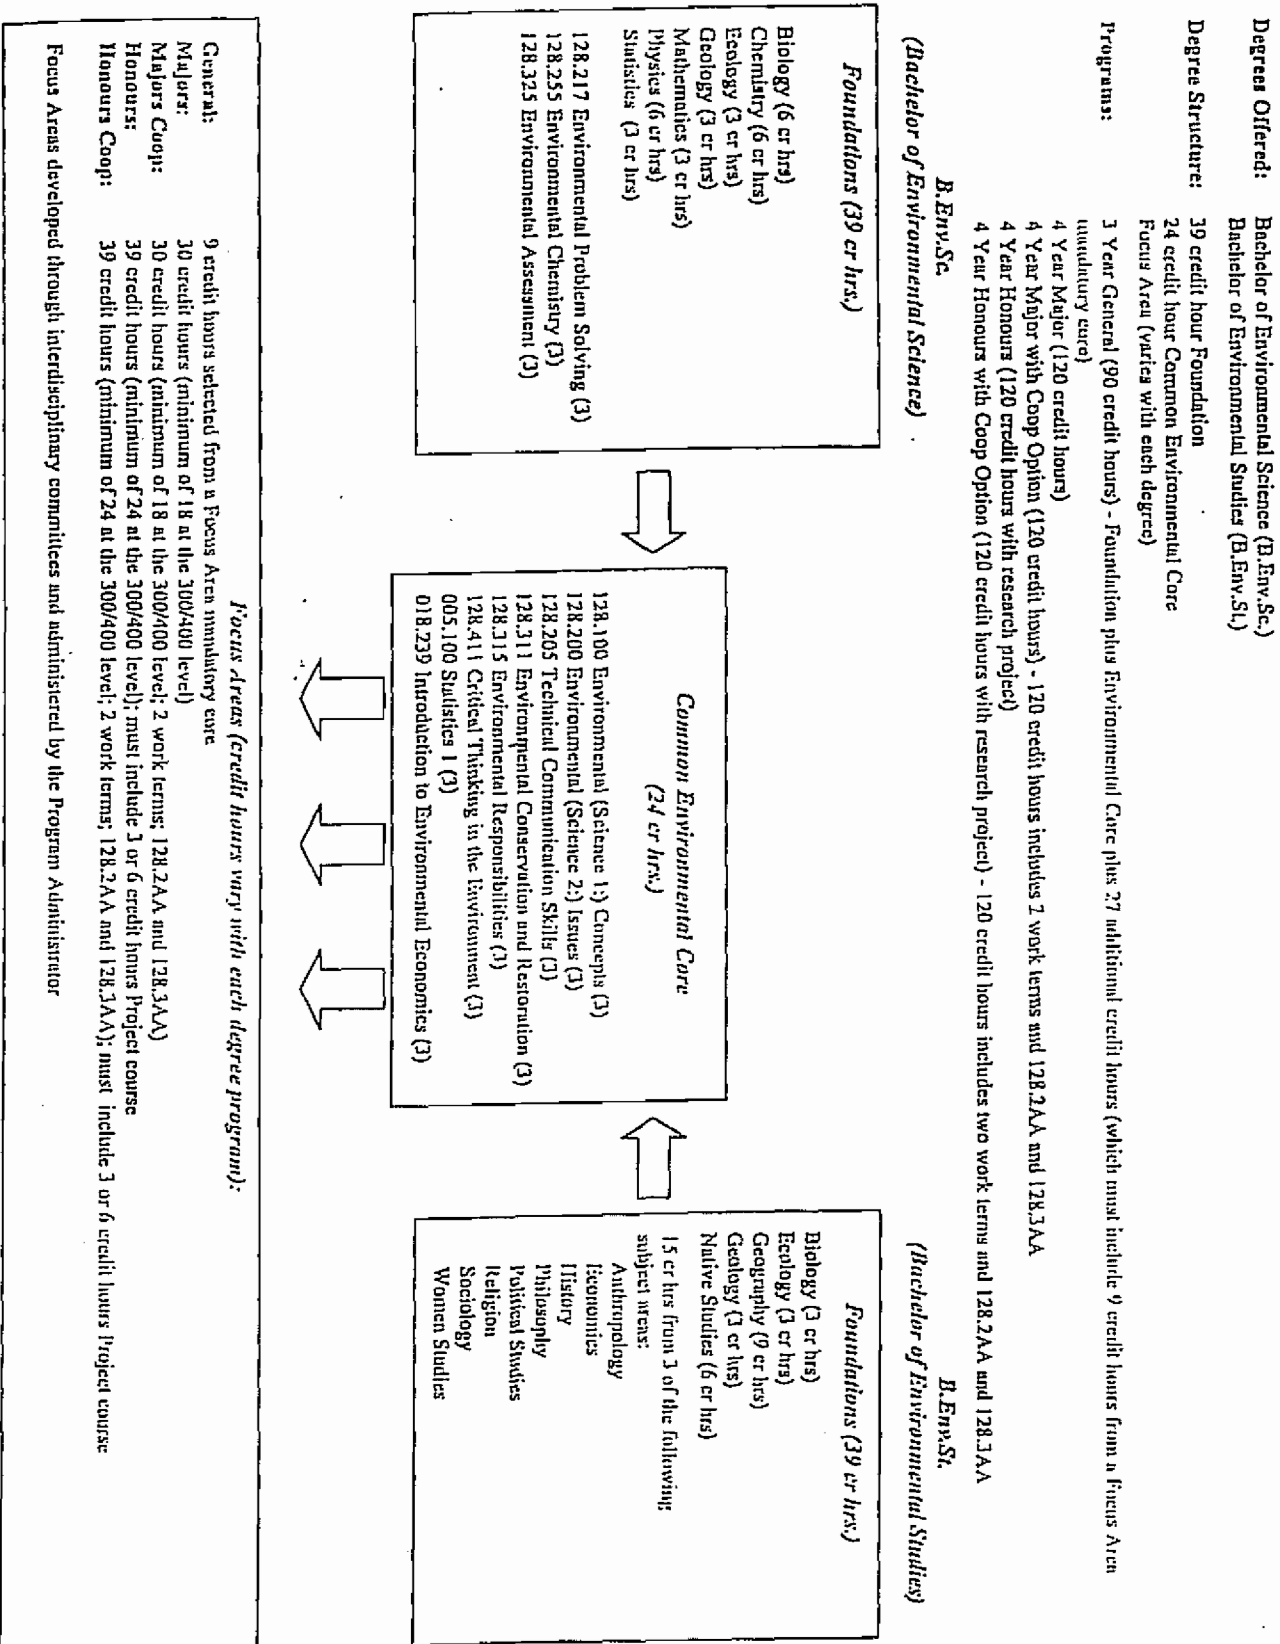 Degrees Offered: Bachelor of Environmental Science (B.Env.Sc.)
Bachelor of Environmental Studies (B.Env.St.)
Degree Structure: 39 credit hour Foundation
24 credit hour Common Environmental Core
Focus Area (varies with each degree)
Programs: 3 Year General (90 credit hours) - Foundation plus Environmental Core plus 27 additional credit hours (which must include 9 credit hours from a Focus Area
mandatory core)
4 Year Major (120 credit hours)
4 Year Major with Coop Option (120 credit hours) - 120 credit hours includes 2 work terms and 128.2AA and 128.3AA
4 Year Honours (120 credit hours with research project)
4 Year Honours with Coop Option (120 credit hours with research project) - 120 credit hours includes two work terms and 128.2AA and 128.3AA
B.Env.Sc.
(Bachelor of Environmental Science)
Foundations (39 cr hrs.)
Biology (6 cr hrs)
Chemistry (6 cr hrs)
Ecology (3 cr hrs)
Geology (3 cr hrs)
Mathematics (3 cr hrs)
Physics (6 cr hrs)
Statistics (3 cr hrs)
128.217 Environmental Problem Solving (3)
128.255 Environmental Chemistry (3)
128.325 Environmental Assessment (3)
Common Environmental Core
(24 cr hrs.)
128.100 Environmental (Science 1:) Concepts (3)
128.200 Environmental (Science 2:) Issues (3)
128.205 Technical Communication Skills (3)
128.311 Environmental Conservation and Restoration (3)
128.315 Environmental Responsibilities (3)
128.411 Critical Thinking in the Environment (3)
005.100 Statistics 1 (3)
018.239 Introduction to Environmental Economics (3)
B.Env.St.
(Bachelor of Environmental Studies)
Foundations (39 cr hrs.)
Biology (3 cr hrs)
Ecology (3 cr hrs)
Geography (9 cr hrs)
Geology (3 cr hrs)
Native Studies (6 cr hrs)
15 cr hrs from 3 of the following
subject areas:
Anthropology
Economics
History
Philosophy
Political Studies
Religion
Sociology
Women Studies
Focus Areas (credit hours vary with each degree program):
General: 9 credit hours selected from a Focus Area mandatory core
Majors: 30 credit hours (minimum of 18 at the 300/400 level)
Majors Coop: 30 credit hours (minimum of 18 at the 300/400 level; 2 work terms; 128.2AA and 128.3AA)
Honours: 39 credit hours (minimum of 24 at the 300/400 level); must include 3 or 6 credit hours Project course
Honours Coop: 39 credit hours (minimum of 24 at the 300/400 level; 2 work terms; 128.2AA and 128.3AA); must include 3 or 6 credit hours Project course
Focus Areas developed through interdisciplinary committees and administered by the Program Administrator